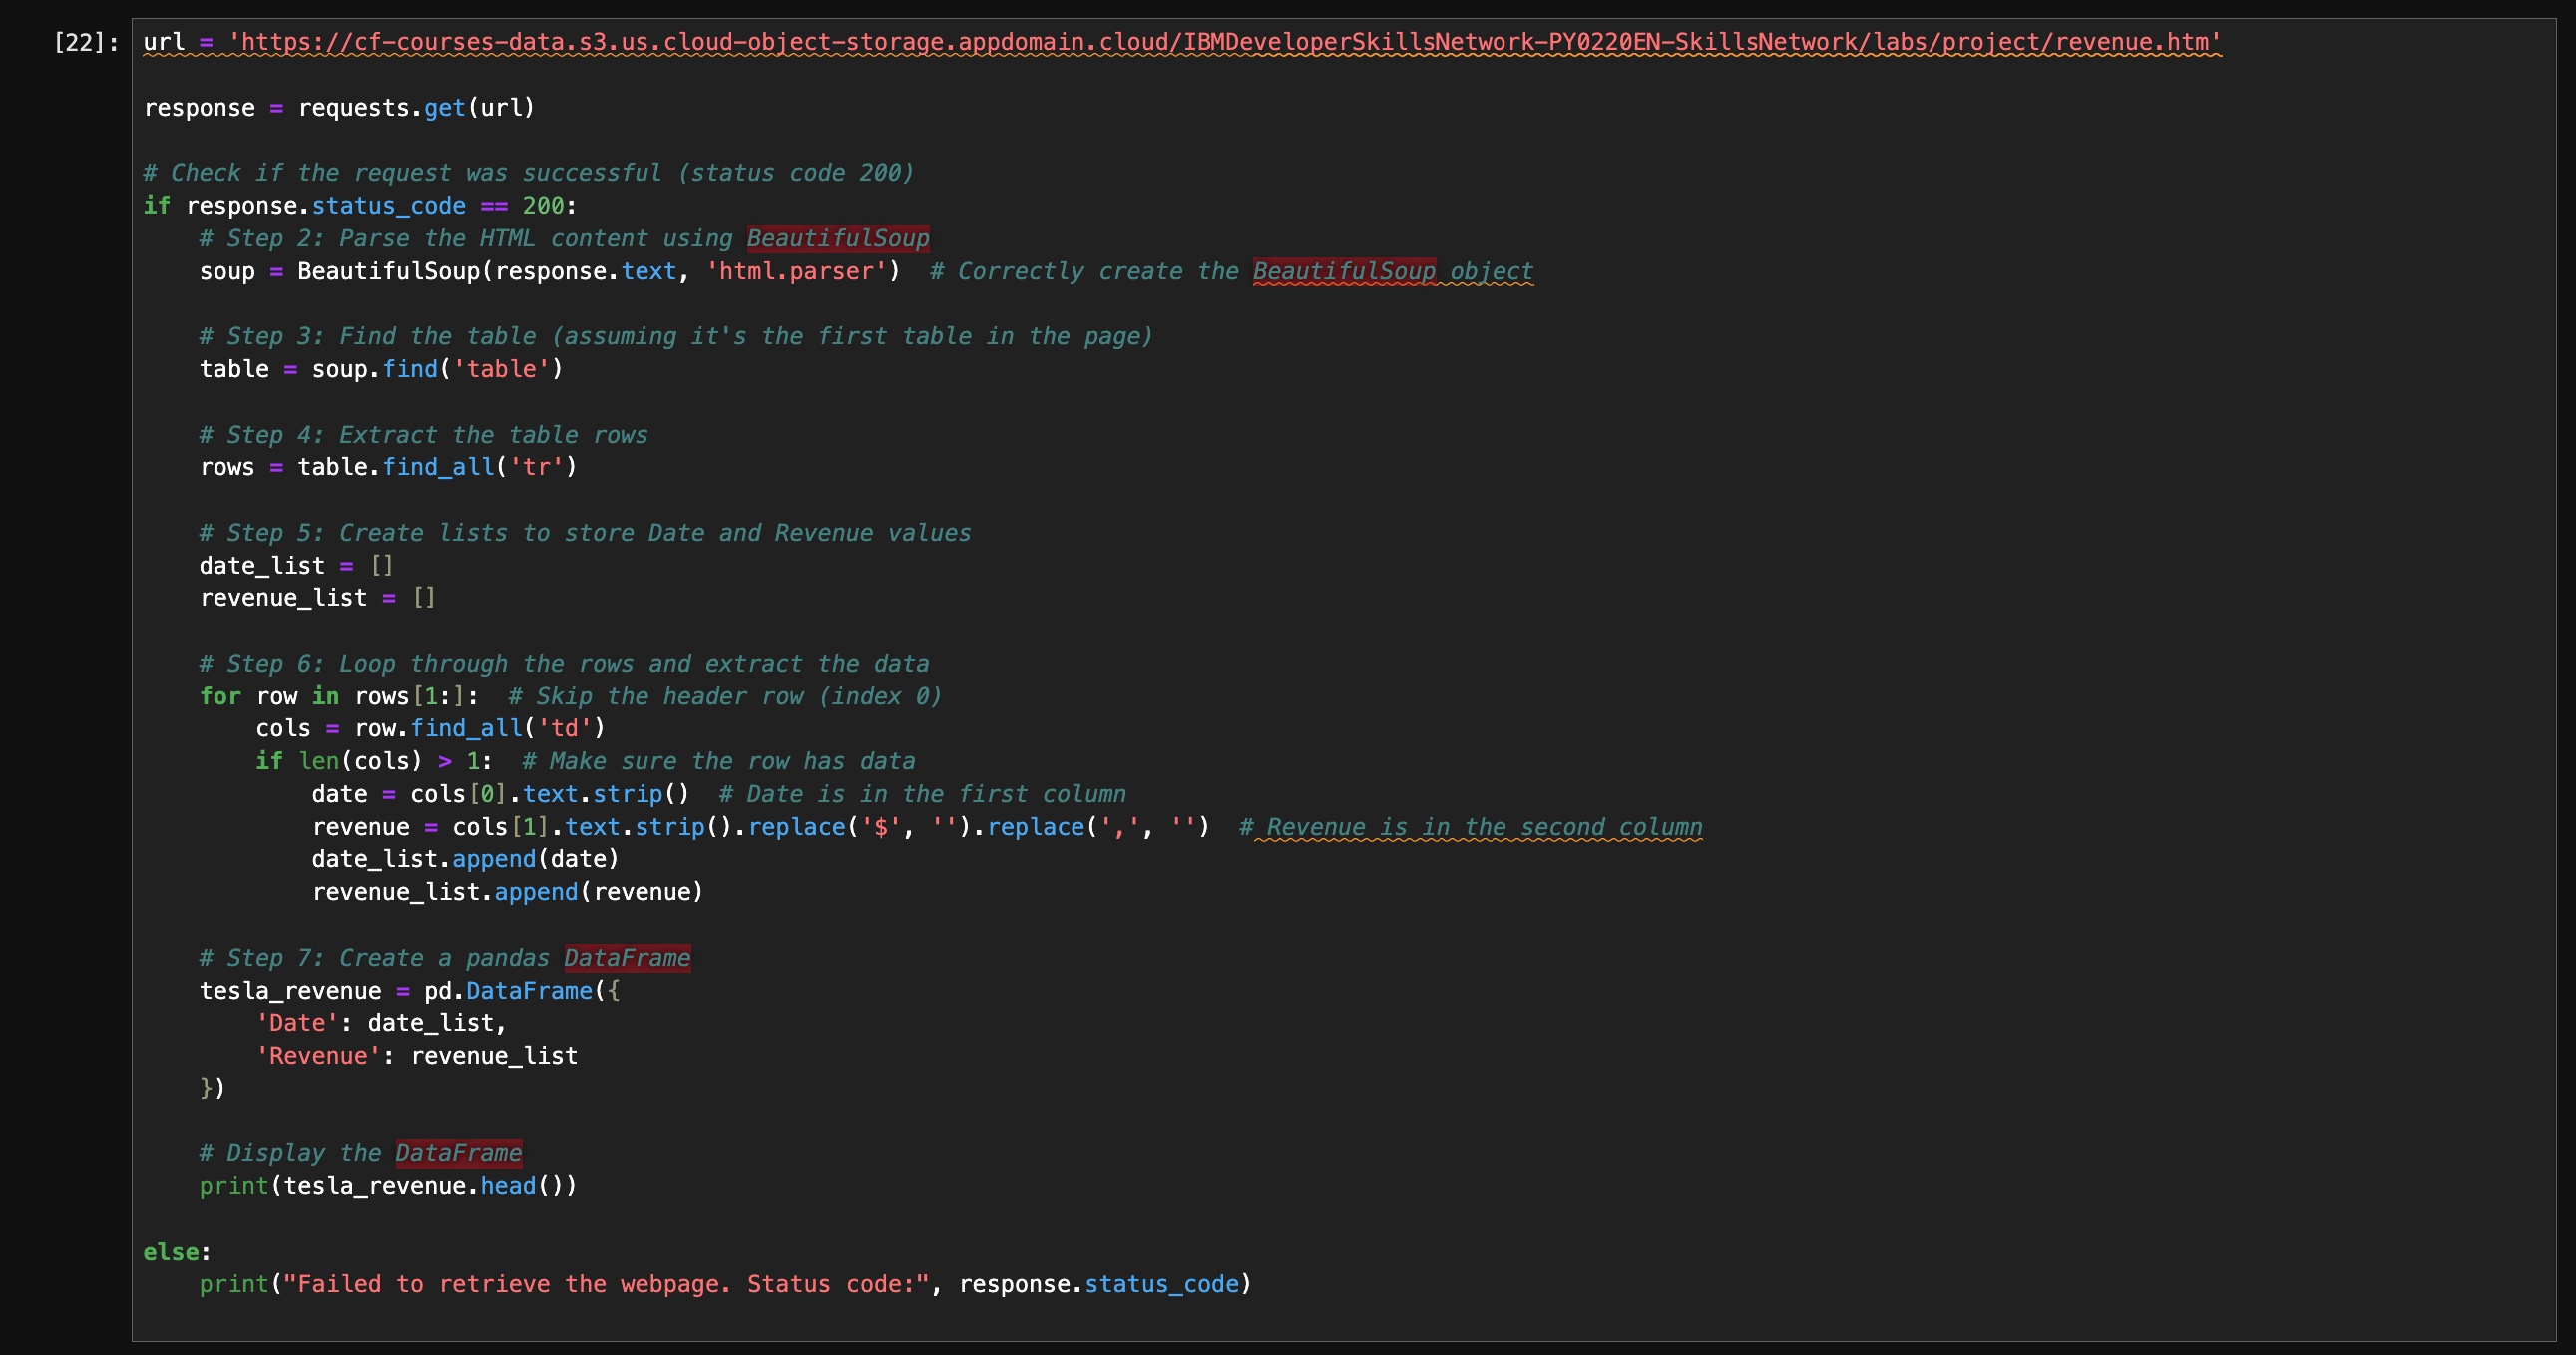 [22]: url = 'https://cf-courses-data.s3.us.cloud-object-storage.appdomain.cloud/IBMDeveloperSkillsNetwork-PY0220EN-SkillsNetwork/labs/project/revenue.htm'

response = requests.get(url)

# Check if the request was successful (status code 200)
if response.status_code == 200:
    # Step 2: Parse the HTML content using BeautifulSoup
    soup = BeautifulSoup(response.text, 'html.parser')  # Correctly create the BeautifulSoup object

    # Step 3: Find the table (assuming it's the first table in the page)
    table = soup.find('table')

    # Step 4: Extract the table rows
    rows = table.find_all('tr')

    # Step 5: Create lists to store Date and Revenue values
    date_list = []
    revenue_list = []

    # Step 6: Loop through the rows and extract the data
    for row in rows[1:]:  # Skip the header row (index 0)
        cols = row.find_all('td')
        if len(cols) > 1:  # Make sure the row has data
            date = cols[0].text.strip()  # Date is in the first column
            revenue = cols[1].text.strip().replace('$', '').replace(',', '')  # Revenue is in the second column
            date_list.append(date)
            revenue_list.append(revenue)

    # Step 7: Create a pandas DataFrame
    tesla_revenue = pd.DataFrame({
        'Date': date_list,
        'Revenue': revenue_list
    })

    # Display the DataFrame
    print(tesla_revenue.head())

else:
    print("Failed to retrieve the webpage. Status code:", response.status_code)